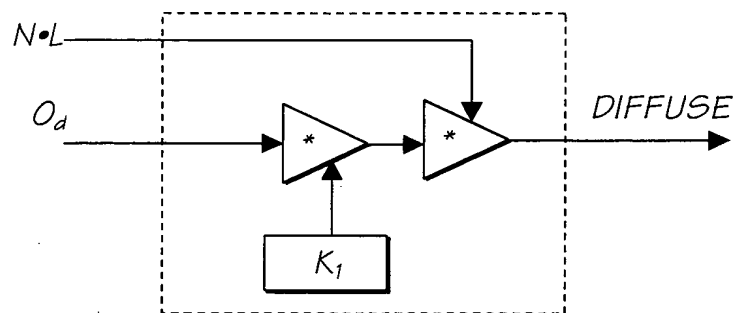 N•L
O_d
*
*
DIFFUSE
K_1